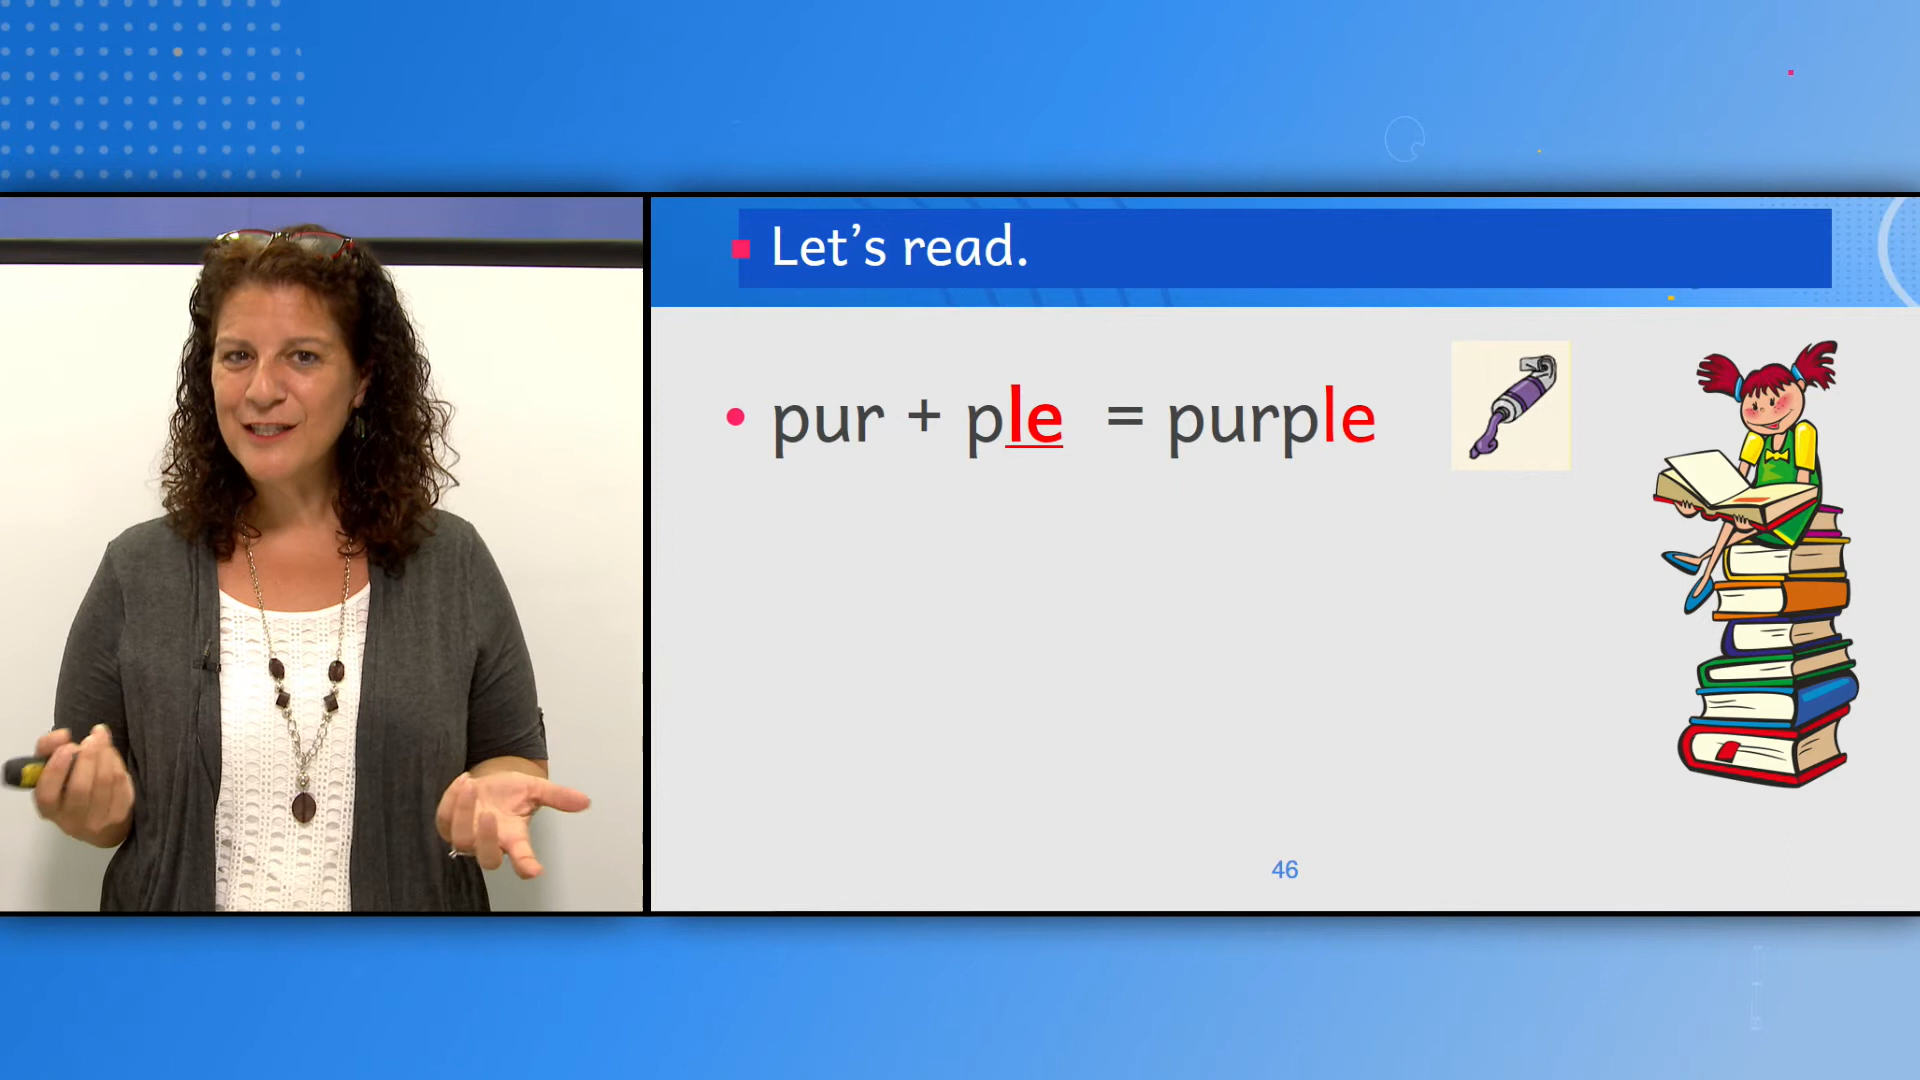 Let’s read.
pur + ple = purple
46